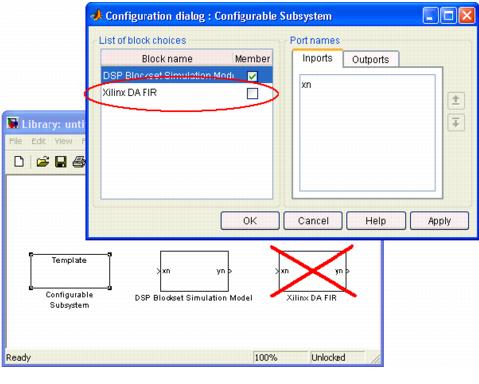 Configuration dialog : Configurable Subsystem
List of block choices
Block name Member
DSP Blockset Simulation Mod
Xilinx DA FIR
Port names
Inports Outports
xn
OK Cancel Help Apply
Library: unti
File Edit View
Template
Configurable
Subsystem
xn yn
DSP Blockset Simulation Model
xn yn
Xilinx DA FIR
Ready 100% Unlocked